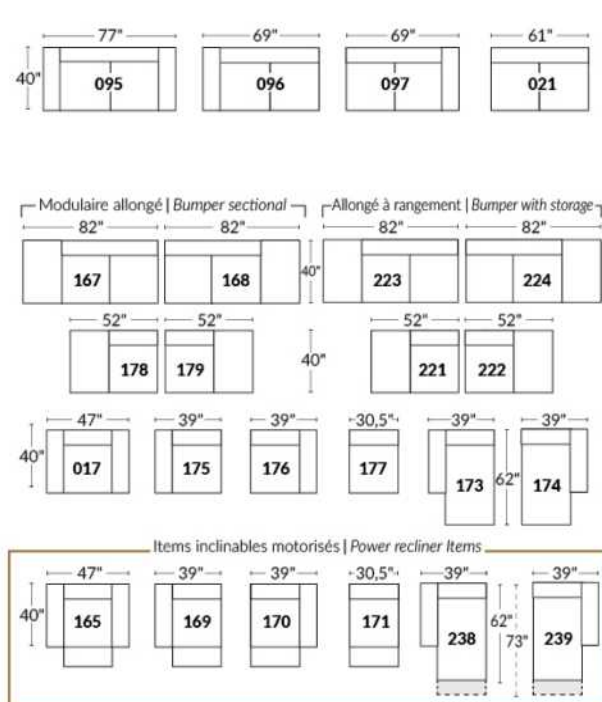 77" 69" 69" 61"
40" 095 096 097 021
Modulaire allongé | Bumper sectional Allongé à rangement | Bumper with storage
82" 82" 82" 82"
167 168 40" 223 224
52" 52" 52" 52"
178 179 40" 221 222
47" 39" 39" 30,5" 39" 39"
40" 017 175 176 177 173 62" 174
Items inclinables motorisés | Power recliner Items
47" 39" 39" 30,5" 39" 39"
40" 165 169 170 171 238 62" 73" 239